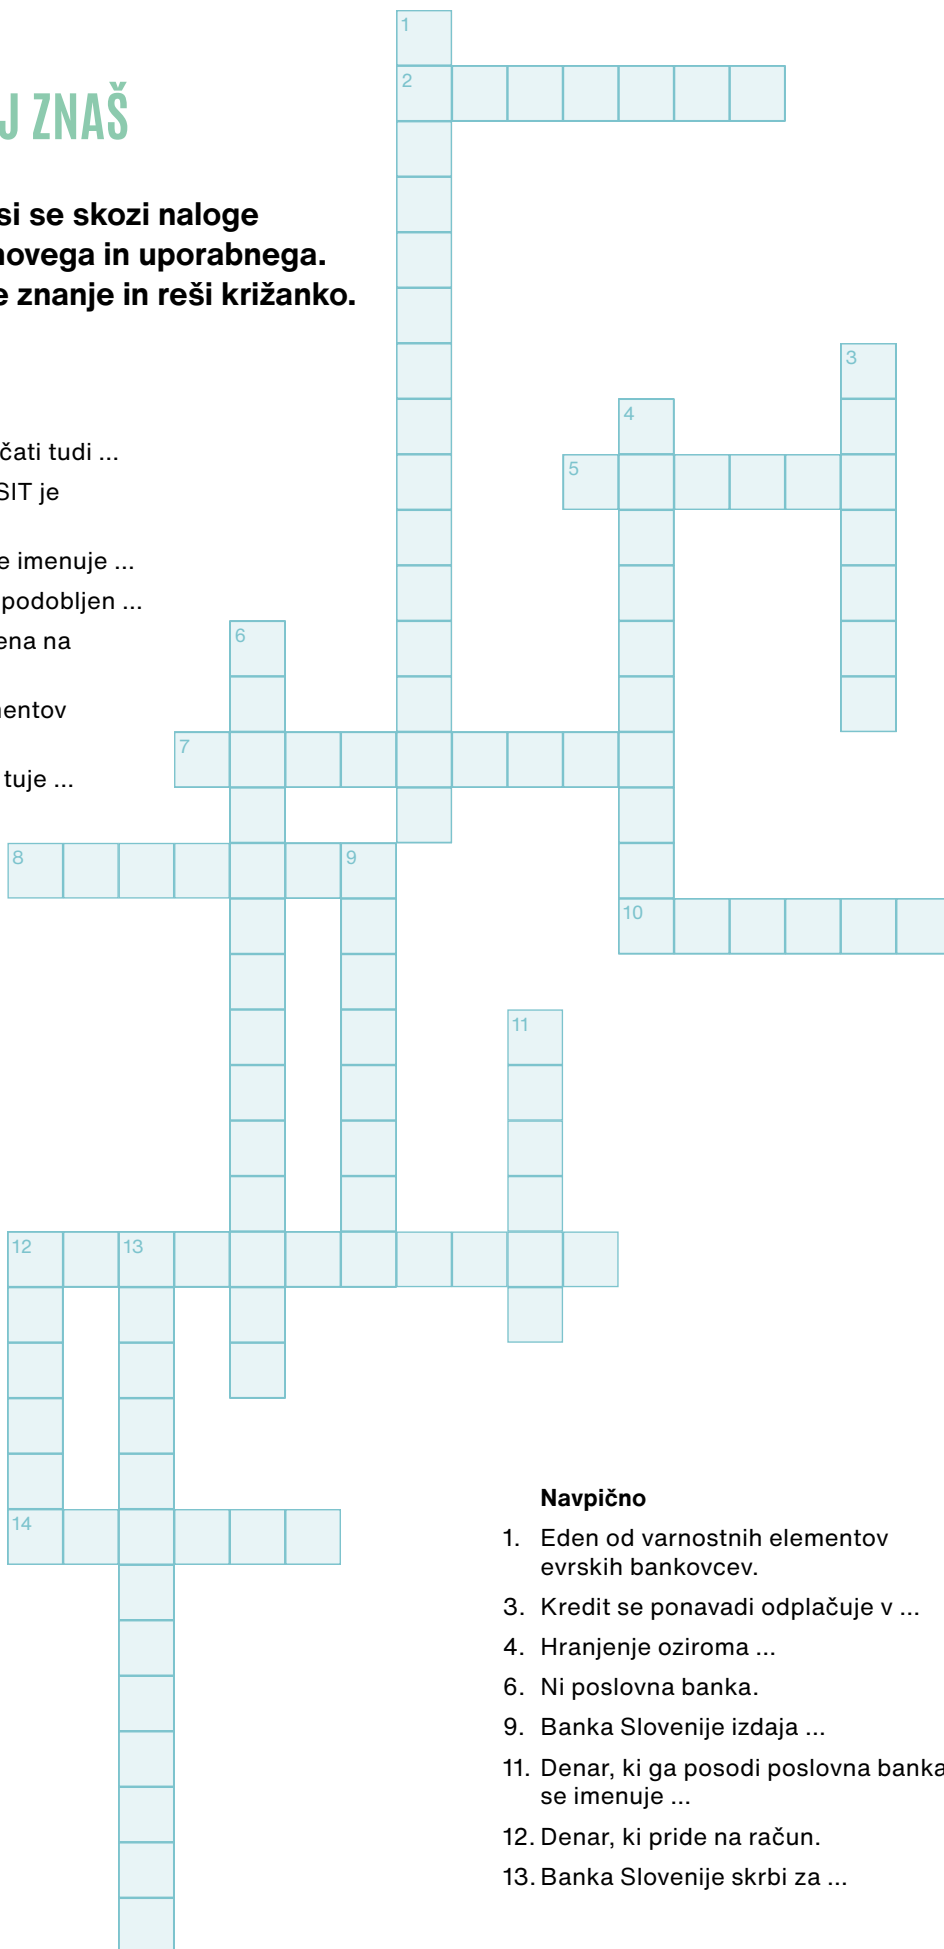 J ZNAŠ
si se skozi naloge
novega in uporabnega.
e znanje in reši križanko.
čati tudi ...
SIT je
e imenuje ...
podobljen ...
ena na
nentov
tuje ...
1
2
3
4
5
6
7
8
9
10
11
12
13
14
Navpično
1. Eden od varnostnih elementov
evrskih bankovcev.
3. Kredit se ponavadi odplačuje v ...
4. Hranjenje oziroma ...
6. Ni poslovna banka.
9. Banka Slovenije izdaja ...
11. Denar, ki ga posodi poslovna banka
se imenuje ...
12. Denar, ki pride na račun.
13. Banka Slovenije skrbi za ...